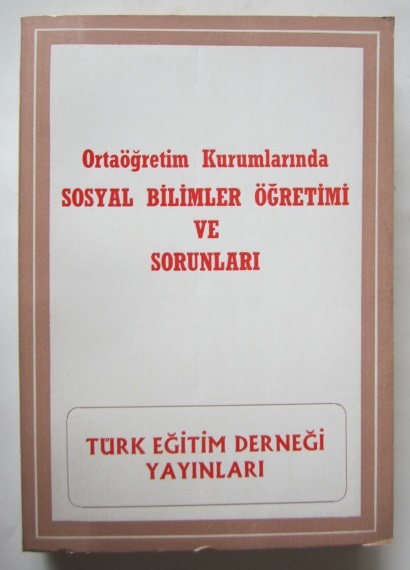 Ortaöğretim Kurumlarında
SOSYAL BİLİMLER ÖĞRETİMİ
VE
SORUNLARI
TÜRK EĞİTİM DERNEĞİ
YAYINLARI